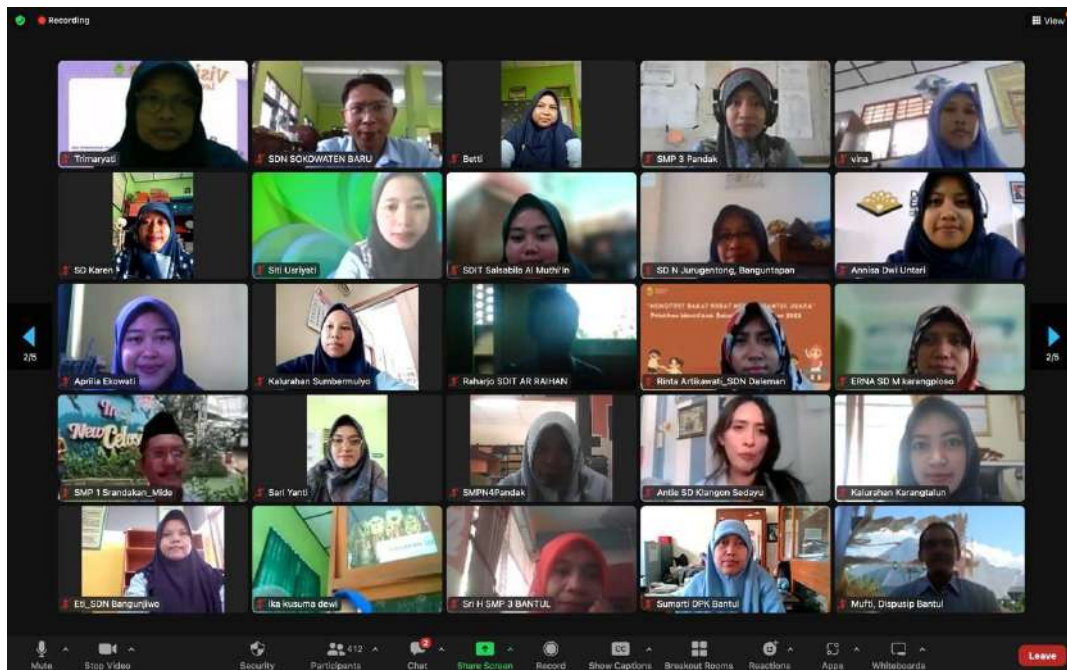 Recording
View
Trimaryati
SDN SOKOWATEN BARU
Betti
SMP 3 Pandak
vina
SD Karen
Siti Usriyati
SDIT Salsabila Al Muthi'in
SD N Jurugentong, Banguntapan
Annisa Dwi Untari
2/5
2/5
Aprilia Ekowati
Kalurahan Sumbermulyo
Raharjo SDIT AR RAIHAN
Rinta Artikawati_SDN Daleman
ERNA SD M karangploso
New
SMP 1 Srandakan_Mide
Sari Yanti
SMPN4Pandak
Antie SD Klangon Sedayu
Kalurahan Karangtalun
Eti_SDN Bangunjiwo
Ika kusuma dewi
Sri H SMP 3 BANTUL
Sumarti DPK Bantul
Mufti, Dispusip Bantul
Mute
Stop Video
Security
412
Participants
2
Chat
Share Screen
Record
CC
Show Captions
Breakout Rooms
Reactions
Apps
Whiteboards
Leave